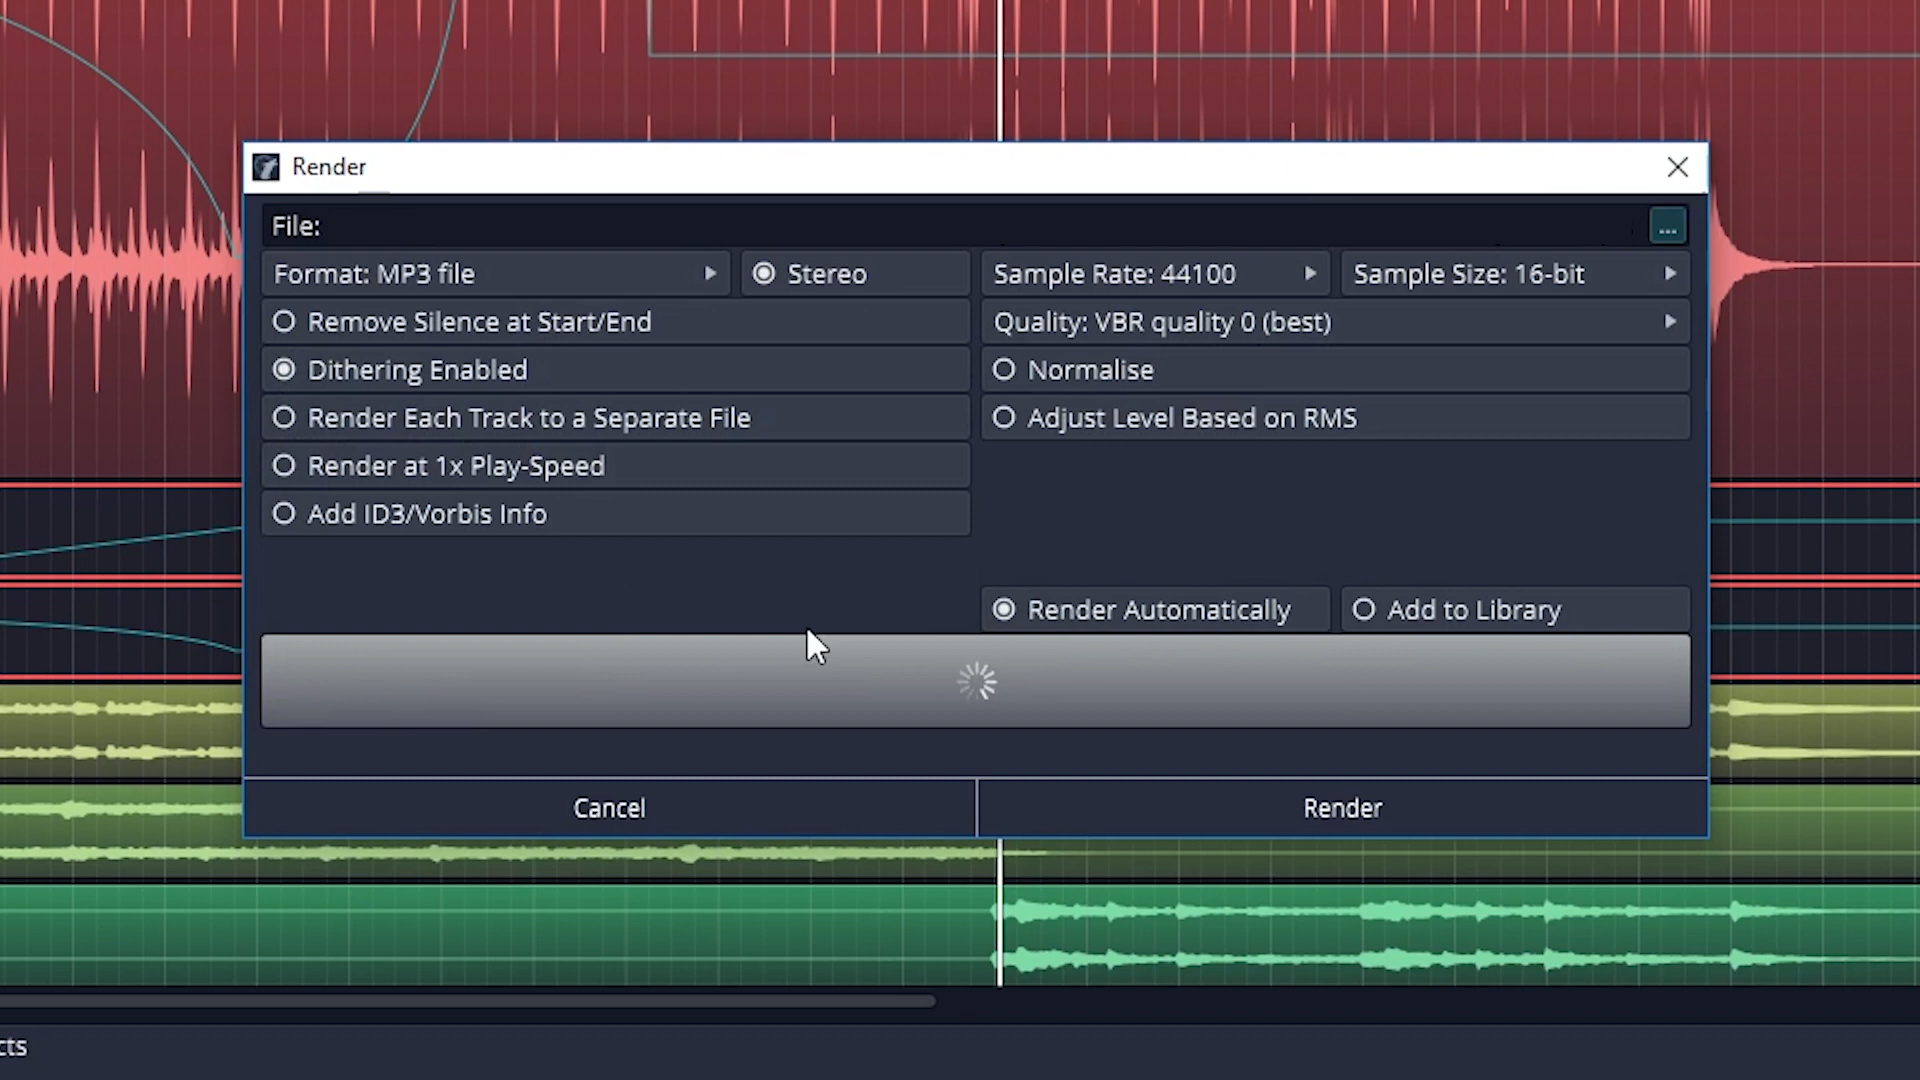 Render
File:
...
Format: MP3 file
Stereo
Sample Rate: 44100
Sample Size: 16-bit
Remove Silence at Start/End
Quality: VBR quality 0 (best)
Dithering Enabled
Normalise
Render Each Track to a Separate File
Adjust Level Based on RMS
Render at 1x Play-Speed
Add ID3/Vorbis Info
Render Automatically
Add to Library
Cancel
Render
cts